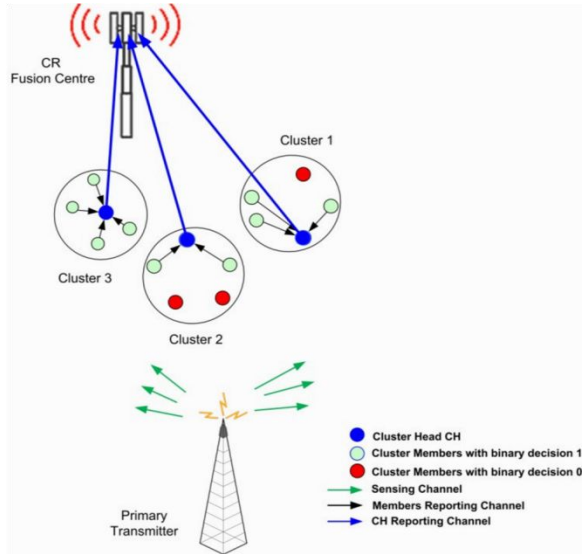 CR
Fusion Centre
Cluster 1
Cluster 3
Cluster 2
Primary
Transmitter
Cluster Head CH
Cluster Members with binary decision 1
Cluster Members with binary decision 0
Sensing Channel
Members Reporting Channel
CH Reporting Channel